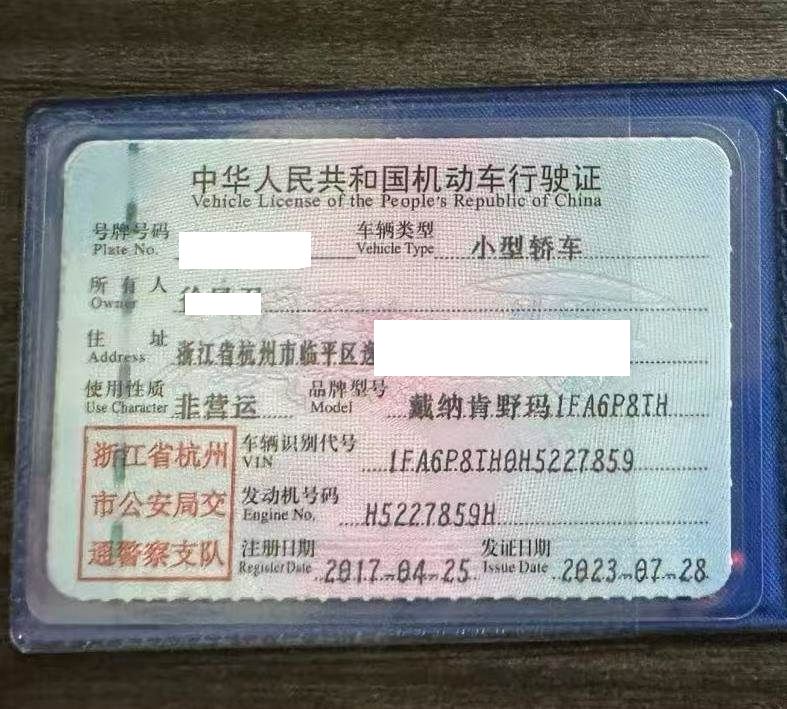 中华人民共和国机动车行驶证
Vehicle License of the People's Republic of China
号牌号码 车辆类型 小型轿车
Plate No. Vehicle Type
所有人
Owner
住址 浙江省杭州市临平区
Address
使用性质 非营运 品牌型号 戴纳肯野玛1FA6P8TH
Use Character Model
浙江省杭州 车辆识别代号 1FA6P8TH0H5227859
VIN
市公安局交 发动机号码 H5227859H
Engine No.
通警察支队 注册日期 2017-04-25 发证日期 2023-07-28
Register Date Issue Date